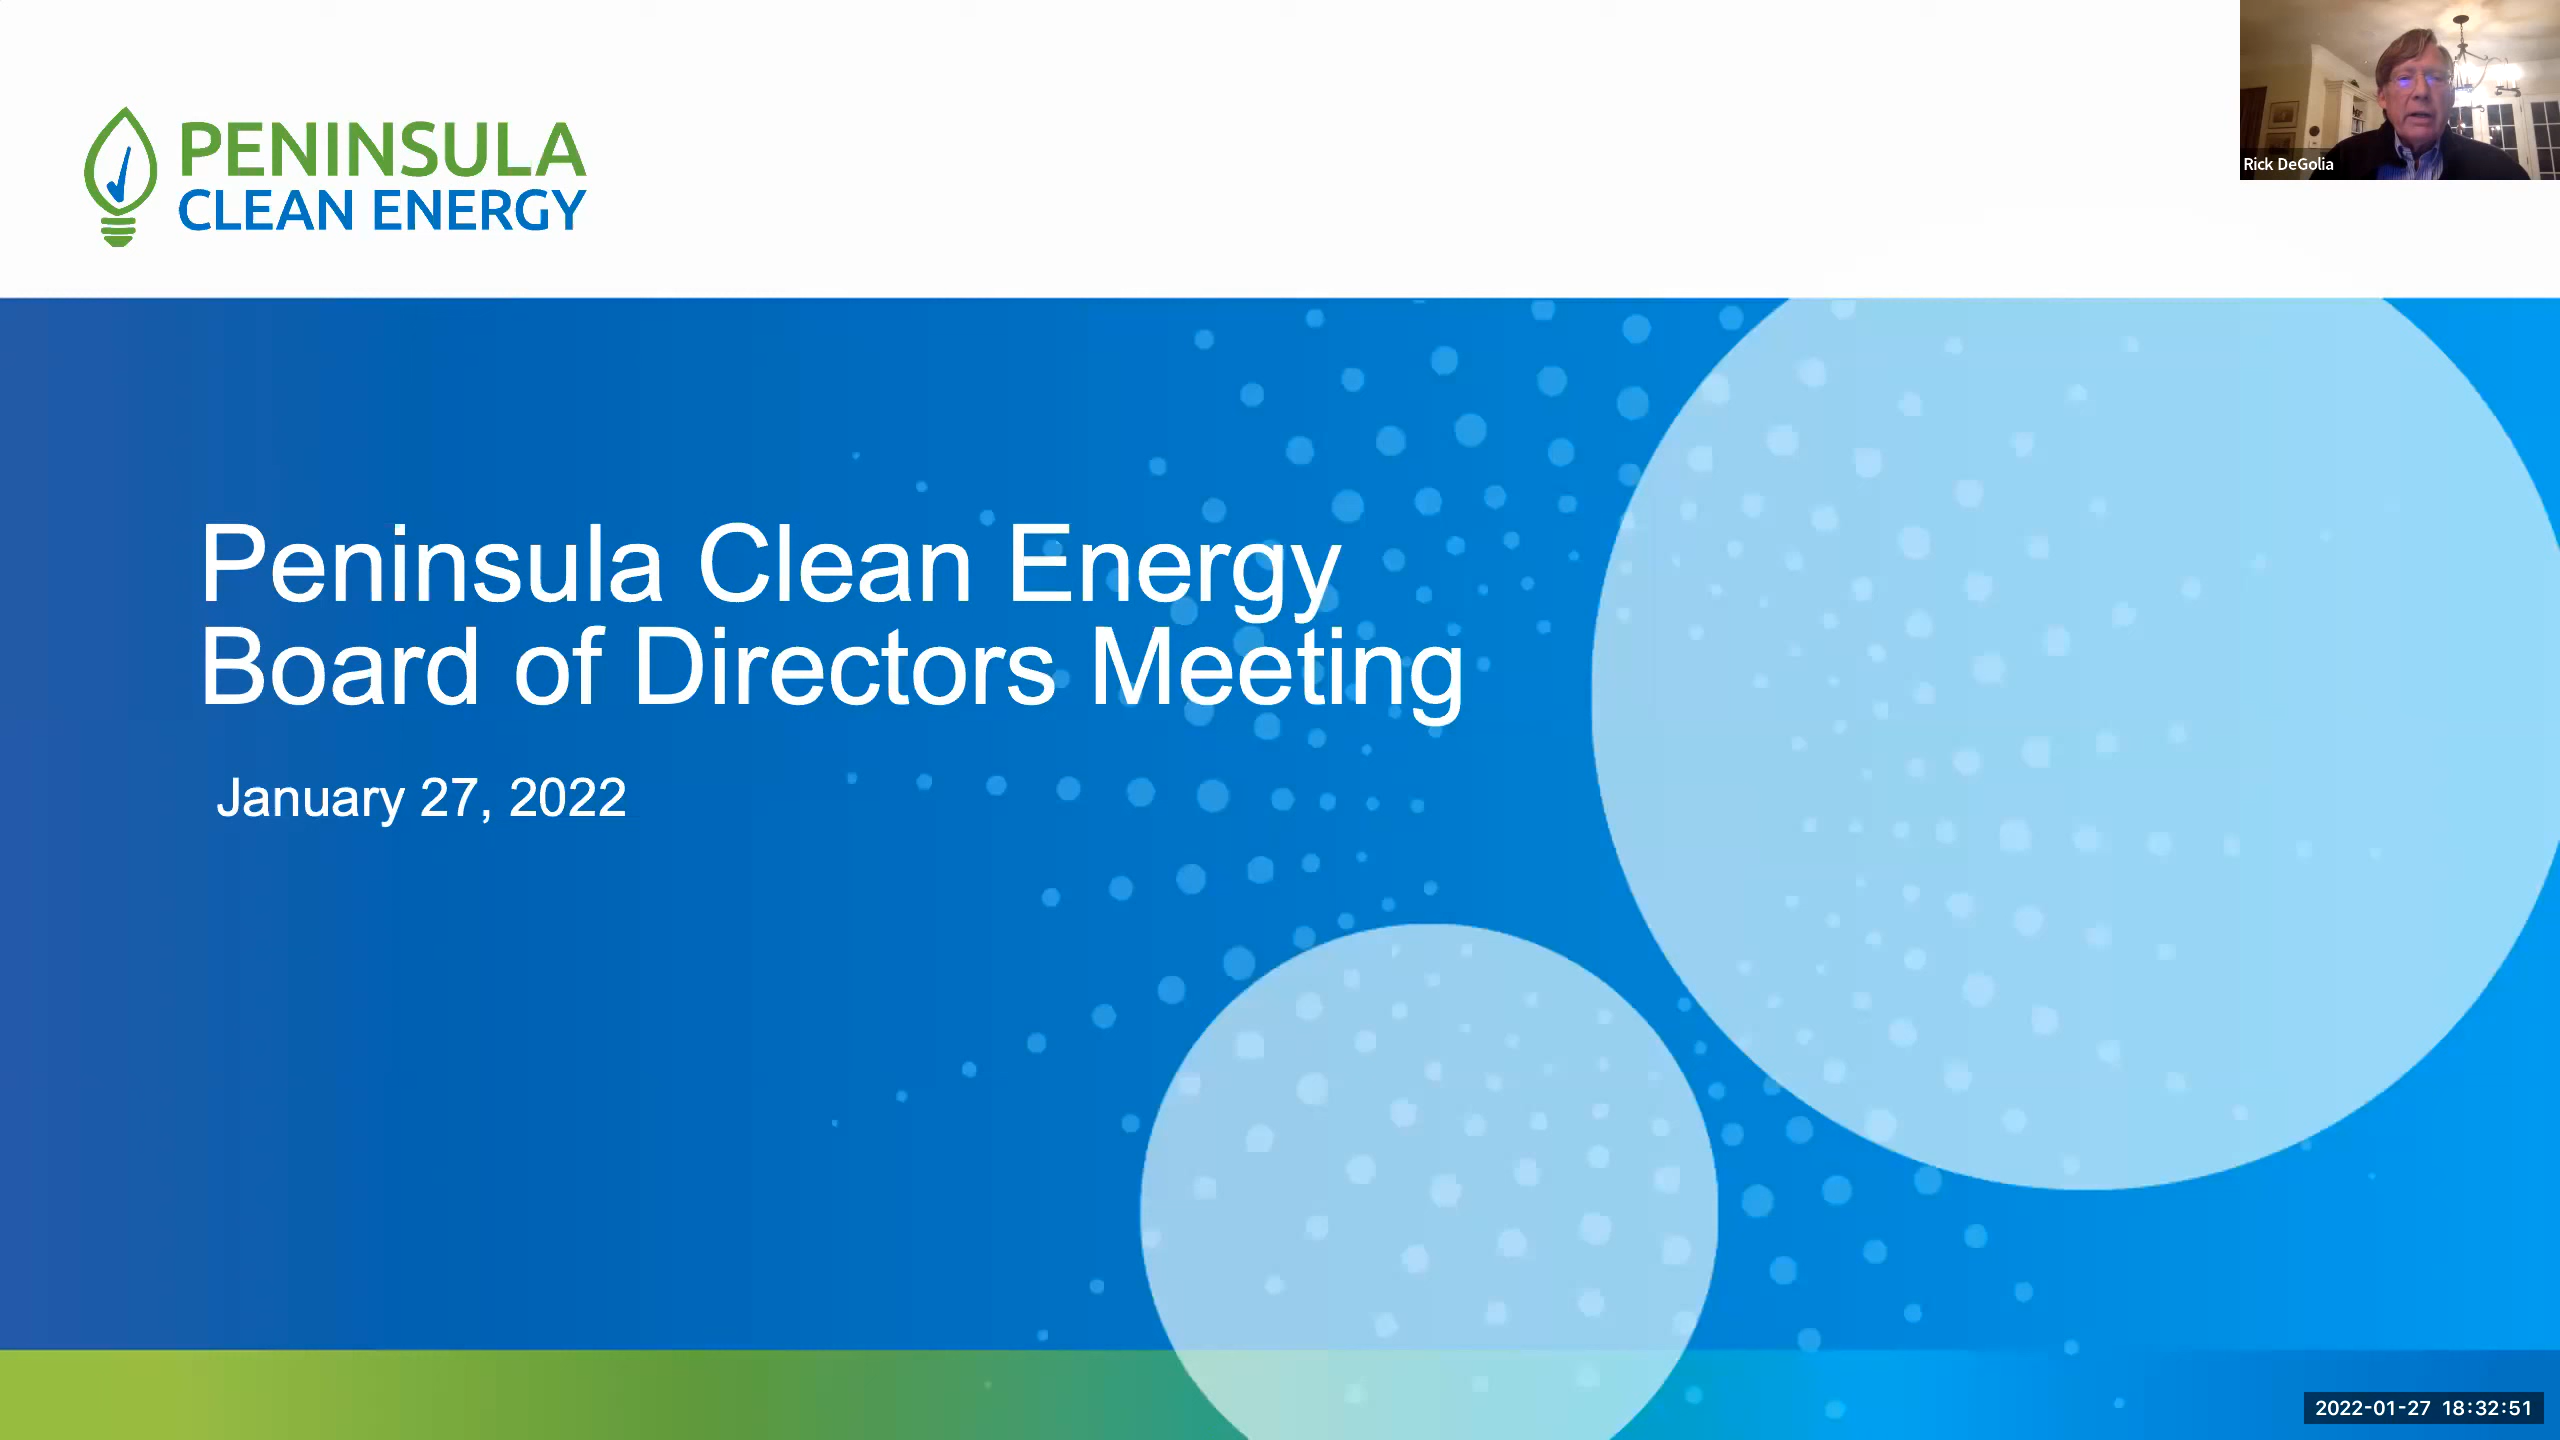 PENINSULA
CLEAN ENERGY
Rick DeGolia
Peninsula Clean Energy
Board of Directors Meeting
January 27, 2022
2022-01-27 18:32:51